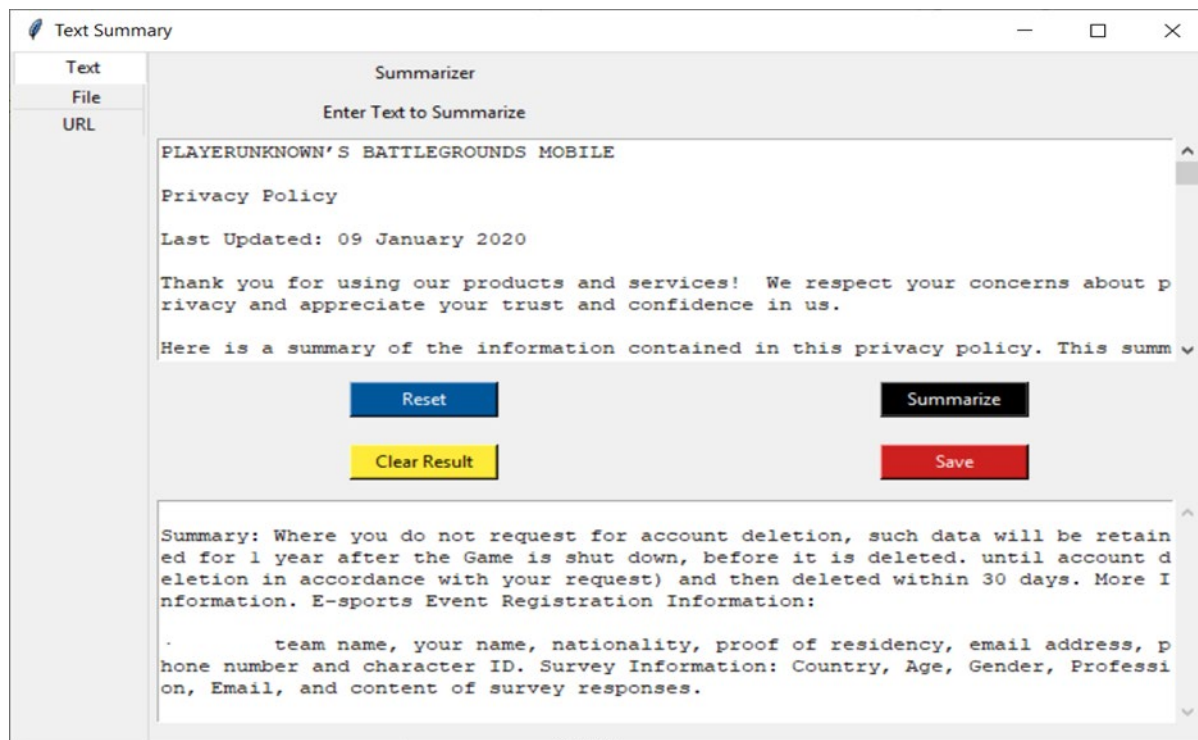 Text Summary
Text
File
URL
Summarizer
Enter Text to Summarize
PLAYERUNKNOWN’S BATTLEGROUNDS MOBILE
Privacy Policy
Last Updated: 09 January 2020
Thank you for using our products and services!  We respect your concerns about p
rivacy and appreciate your trust and confidence in us.
Here is a summary of the information contained in this privacy policy. This summ
Reset
Summarize
Clear Result
Save
Summary: Where you do not request for account deletion, such data will be retain
ed for 1 year after the Game is shut down, before it is deleted. until account d
eletion in accordance with your request) and then deleted within 30 days. More I
nformation. E-sports Event Registration Information:
·        team name, your name, nationality, proof of residency, email address, p
hone number and character ID. Survey Information: Country, Age, Gender, Professi
on, Email, and content of survey responses.